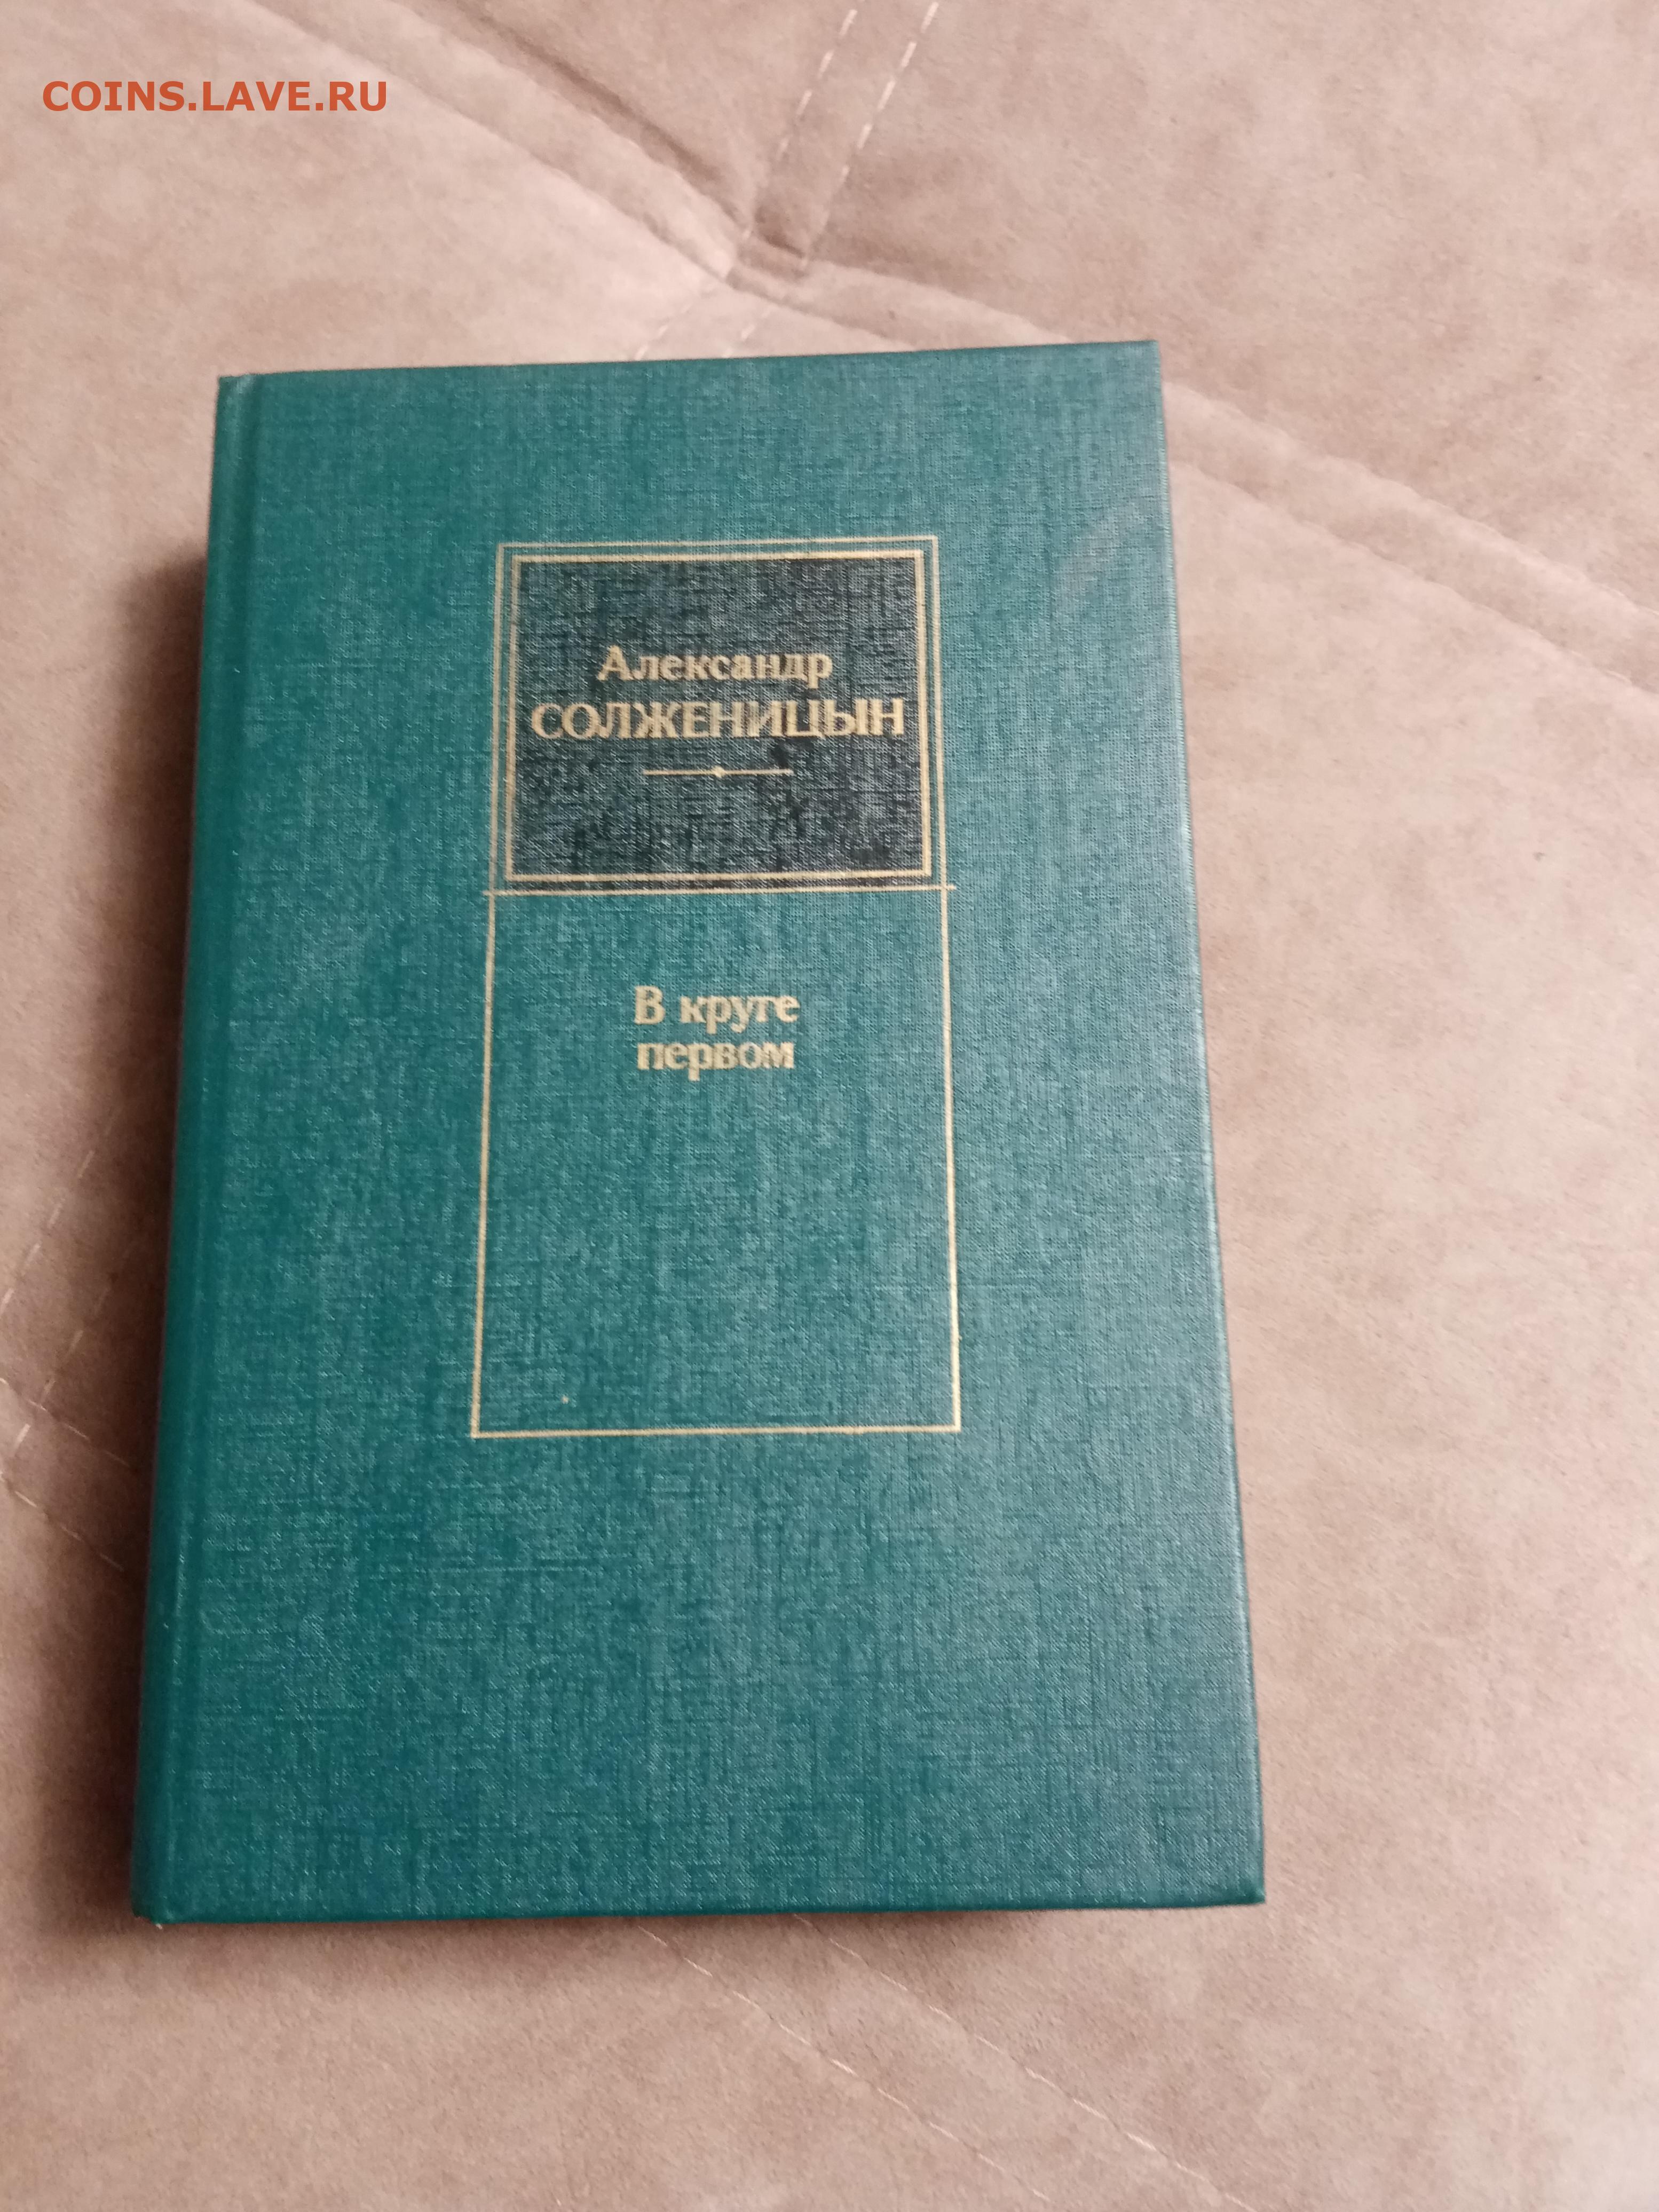 COINS.LAVE.RU
Александр
СОЛЖЕНИЦЫН
В круге
первом